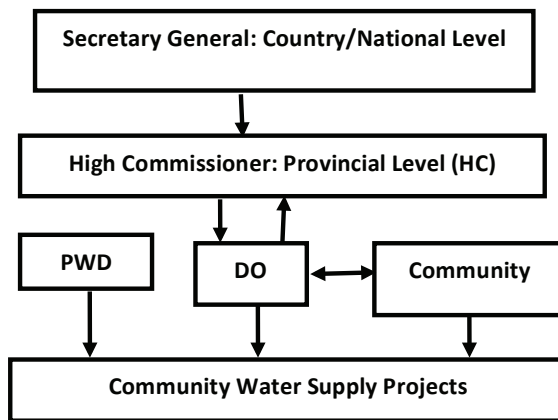 Secretary General: Country/National Level
High Commissioner: Provincial Level (HC)
PWD
DO
Community
Community Water Supply Projects